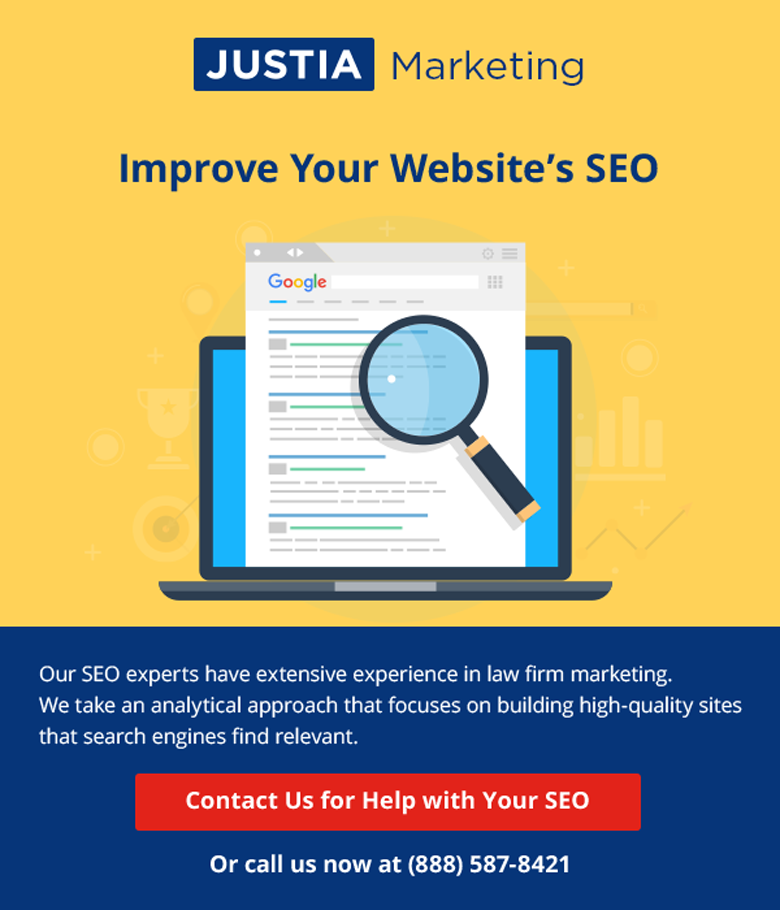 JUSTIA Marketing
Improve Your Website’s SEO
Google
Our SEO experts have extensive experience in law firm marketing.
We take an analytical approach that focuses on building high-quality sites
that search engines find relevant.
Contact Us for Help with Your SEO
Or call us now at (888) 587-8421